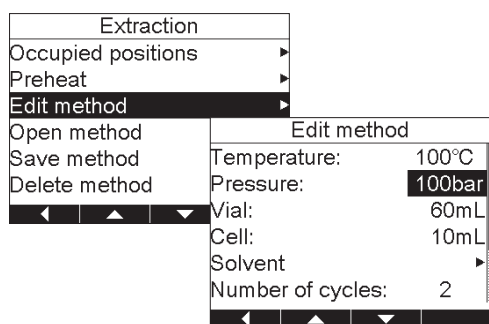 Extraction
Occupied positions
Preheat
Edit method
Open method
Save method
Delete method
Edit method
Temperature: 100°C
Pressure: 100bar
Vial: 60mL
Cell: 10mL
Solvent
Number of cycles: 2